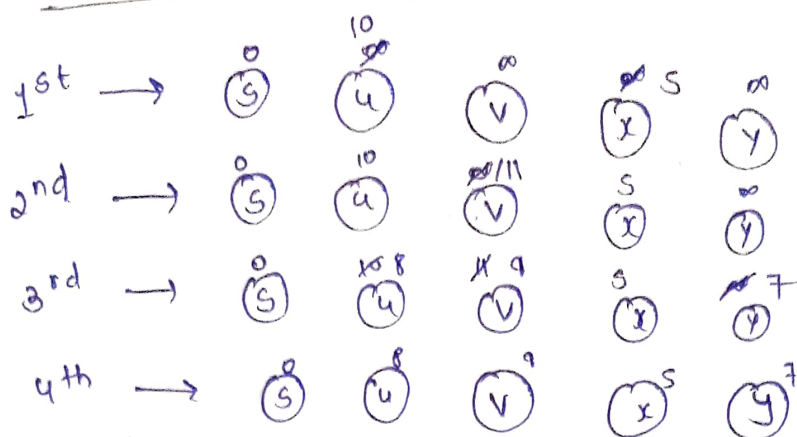 10
0 ∞ ∞ ∞ 5 ∞
1st → S u v x y
0 10 ∞/11 5 ∞
2nd → S u v x y
0 10 8 11 9 5 ∞ 7
3rd → S u v x y
0 8 9 5 7
4th → S u v x y